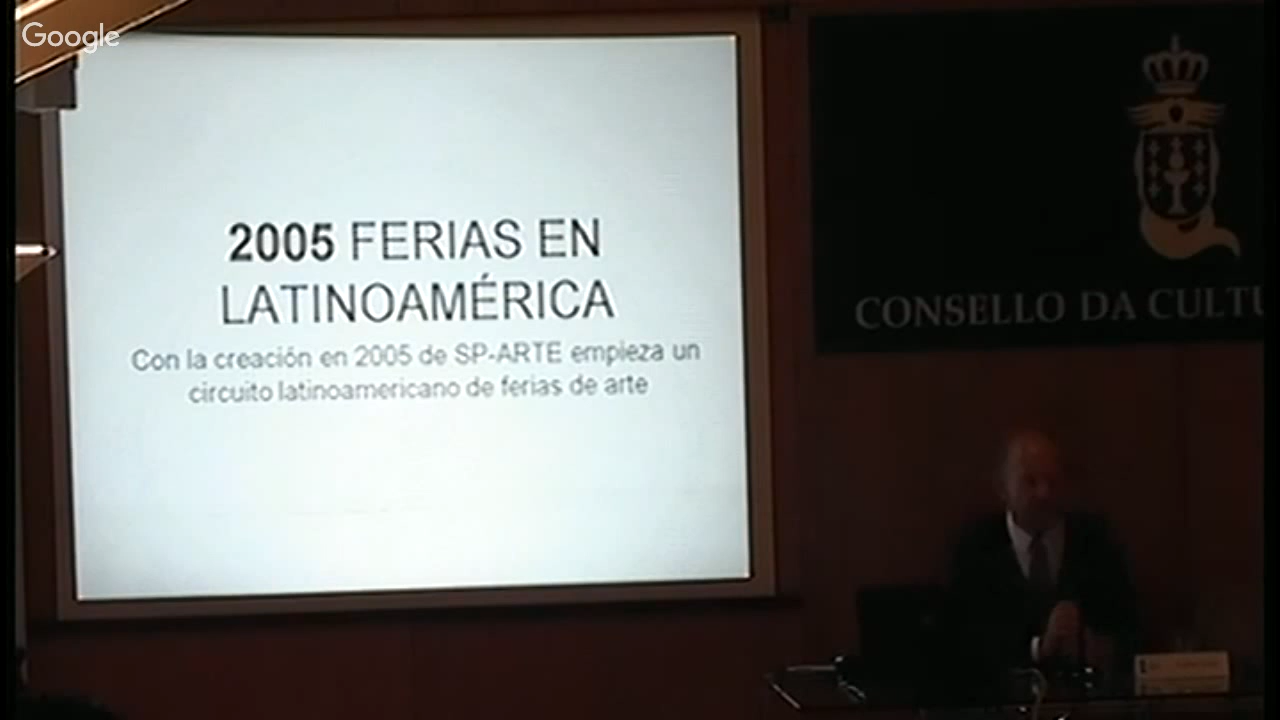 Google
2005 FERIAS EN
LATINOAMÉRICA
Con la creación en 2005 de SP-ARTE empieza un
circuito latinoamericano de ferias de arte
CONSELLO DA CULTU